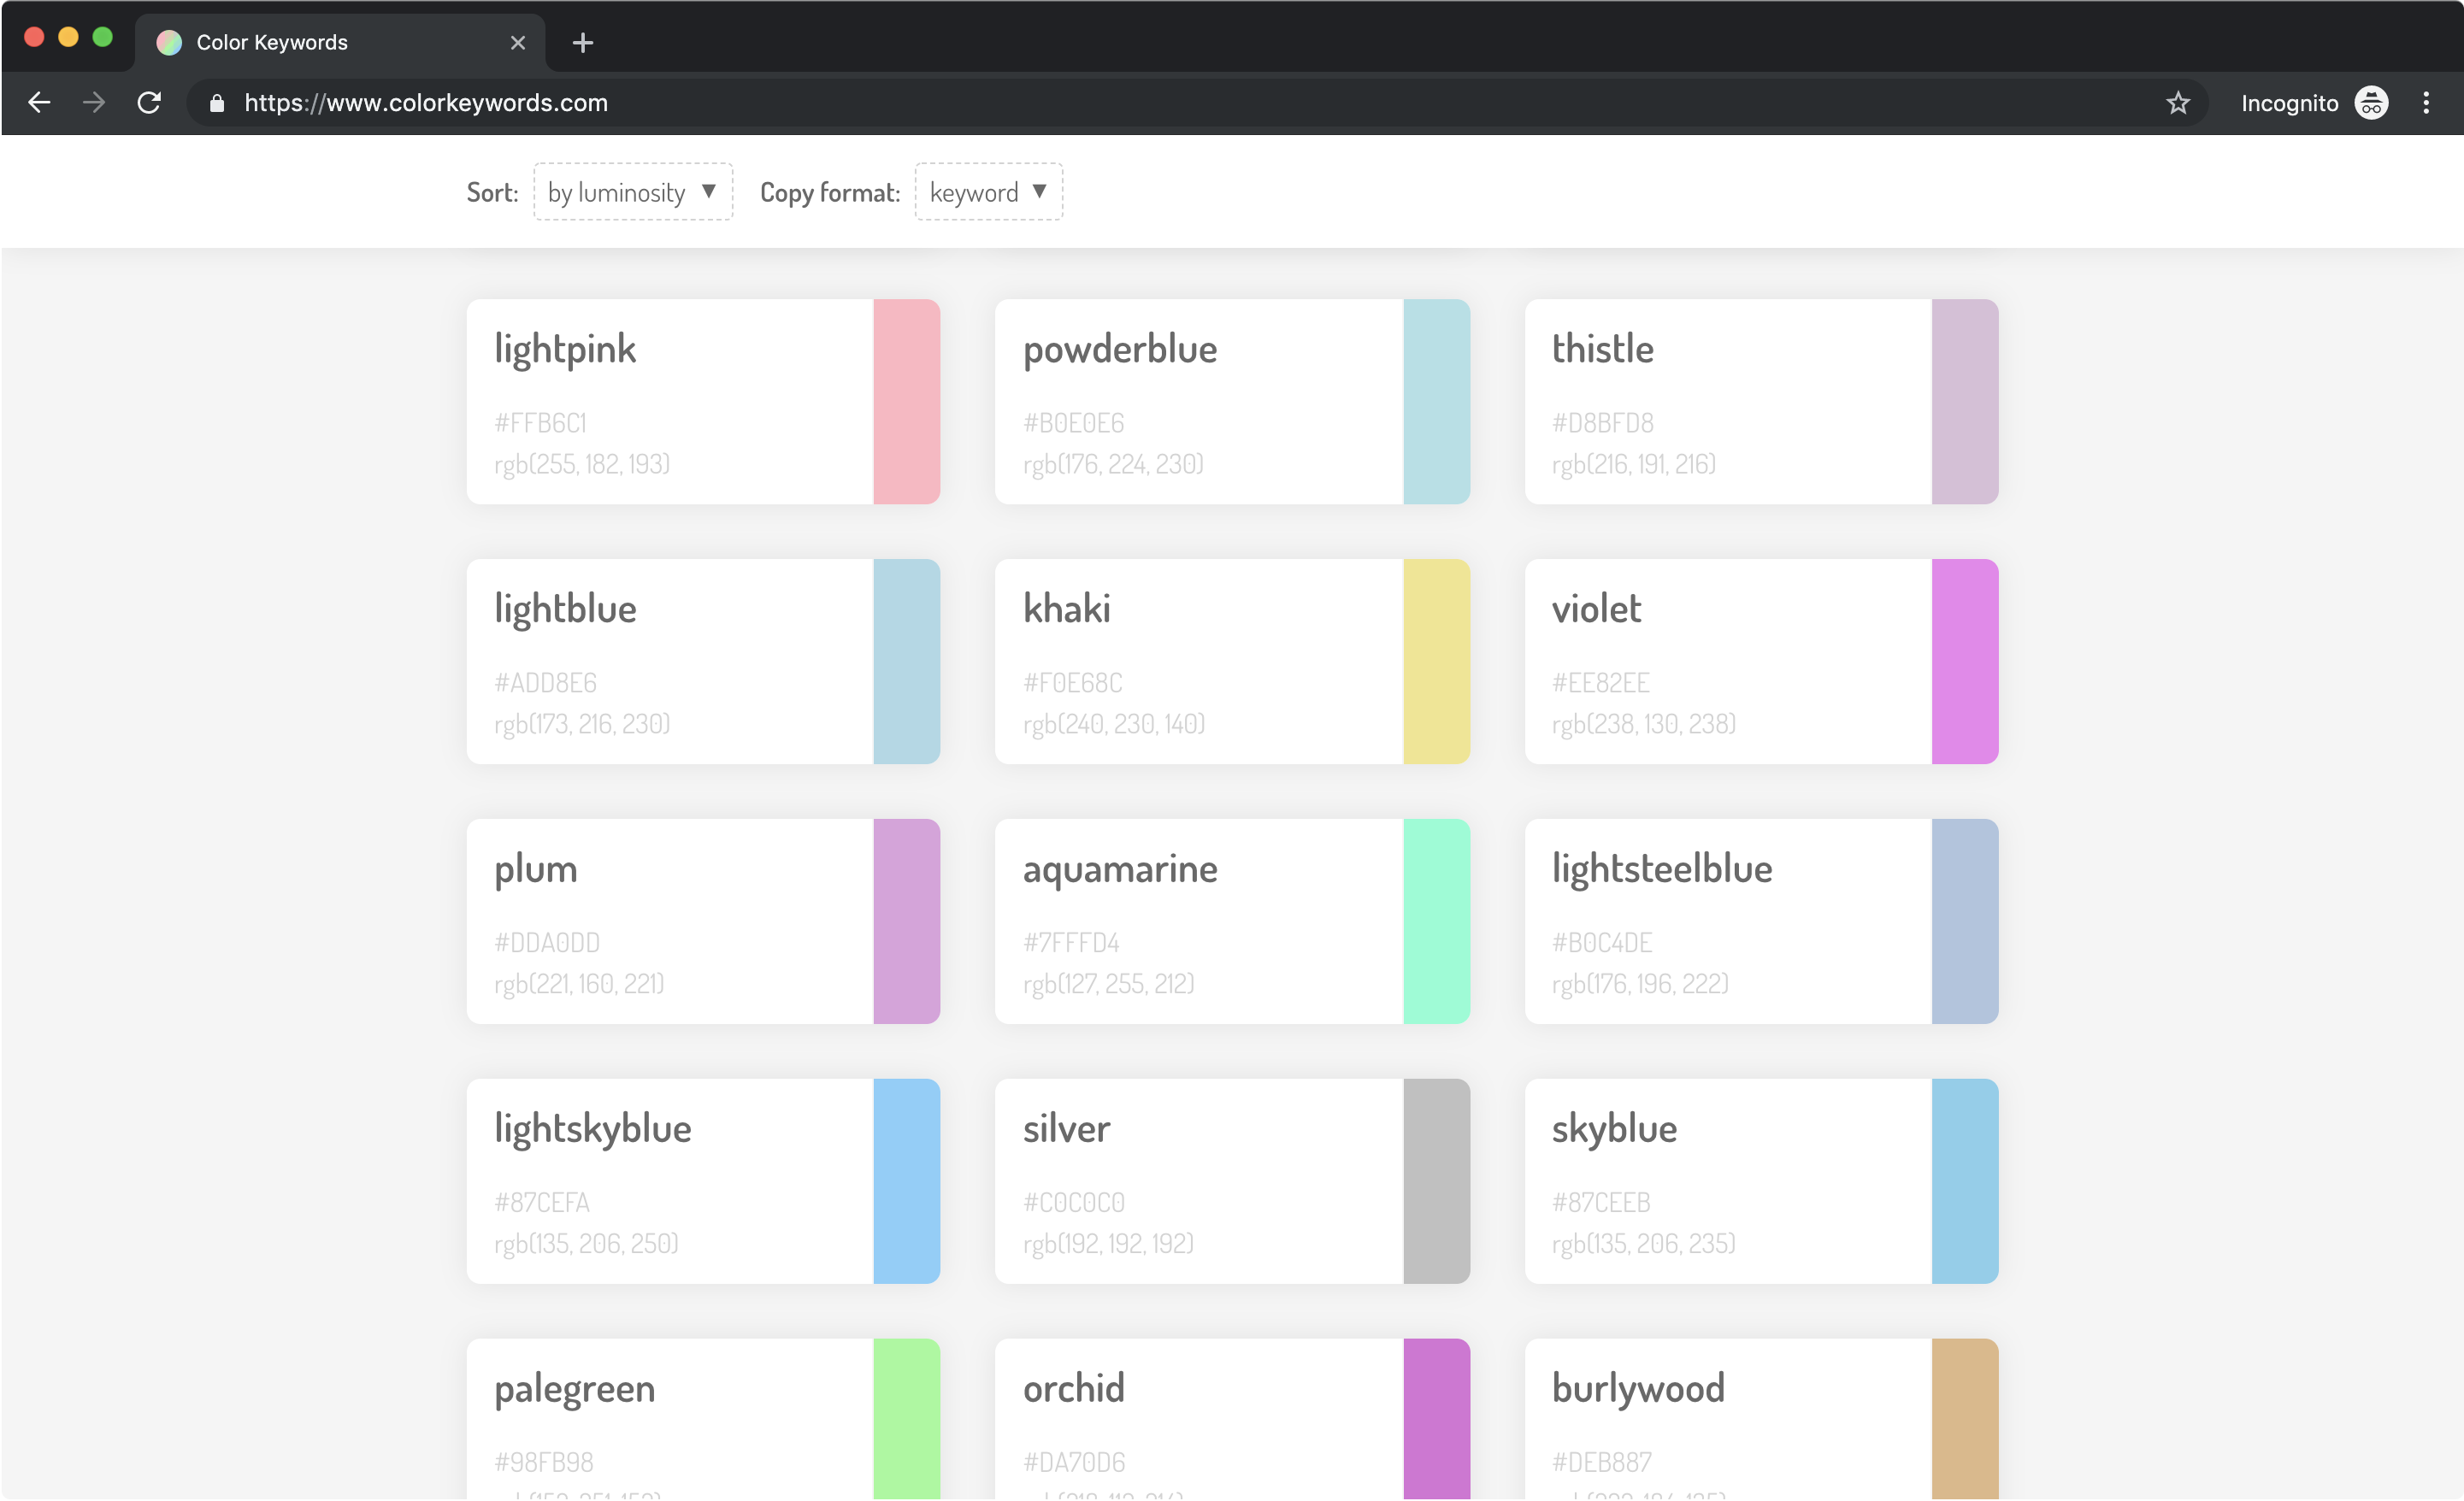 Color Keywords
https://www.colorkeywords.com
Incognito
Sort: by luminosity ▼ Copy format: keyword ▼
lightpink
#FFB6C1
rgb(255, 182, 193)
powderblue
#B0E0E6
rgb(176, 224, 230)
thistle
#D8BFD8
rgb(216, 191, 216)
lightblue
#ADD8E6
rgb(173, 216, 230)
khaki
#F0E68C
rgb(240, 230, 140)
violet
#EE82EE
rgb(238, 130, 238)
plum
#DDA0DD
rgb(221, 160, 221)
aquamarine
#7FFFD4
rgb(127, 255, 212)
lightsteelblue
#B0C4DE
rgb(176, 196, 222)
lightskyblue
#87CEFA
rgb(135, 206, 250)
silver
#C0C0C0
rgb(192, 192, 192)
skyblue
#87CEEB
rgb(135, 206, 235)
palegreen
#98FB98
orchid
#DA70D6
burlywood
#DEB887